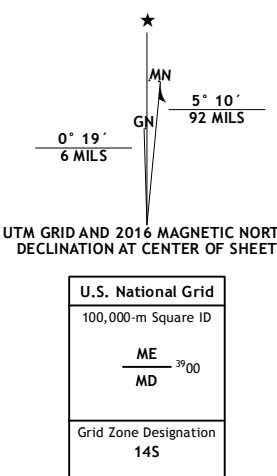 ★
MN
5° 10´
92 MILS
GN
0° 19´
6 MILS
UTM GRID AND 2016 MAGNETIC NORT
DECLINATION AT CENTER OF SHEET
U.S. National Grid
100,000-m Square ID
ME
3900
MD
Grid Zone Designation
14S